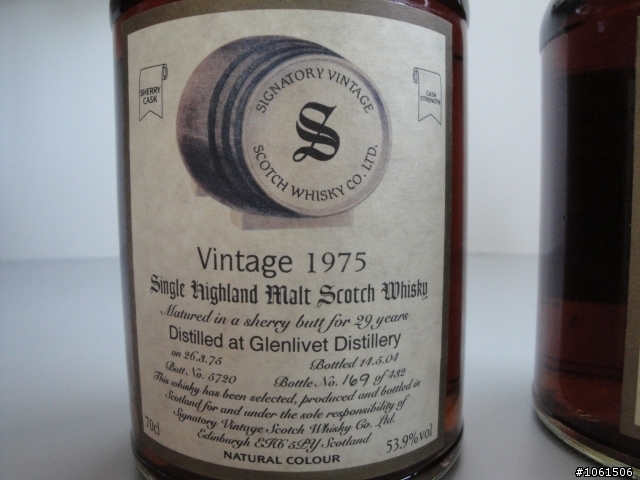 SHERRY
CASK
CASK
STRENGTH
SIGNATORY VINTAGE
S
SCOTCH WHISKY CO. LTD.
Vintage 1975
Single Highland Malt Scotch Whisky
Matured in a sherry butt for 29 years
Distilled at Glenlivet Distillery
on 26.3.75 Bottled 14.5.04
Butt No. 5720 Bottle No. 169 of 482
This whisky has been selected, produced and bottled in
Scotland for and under the sole responsibility of
Signatory Vintage Scotch Whisky Co. Ltd.
70cl Edinburgh EH6 5PY Scotland 53.9%vol
NATURAL COLOUR
#1061506